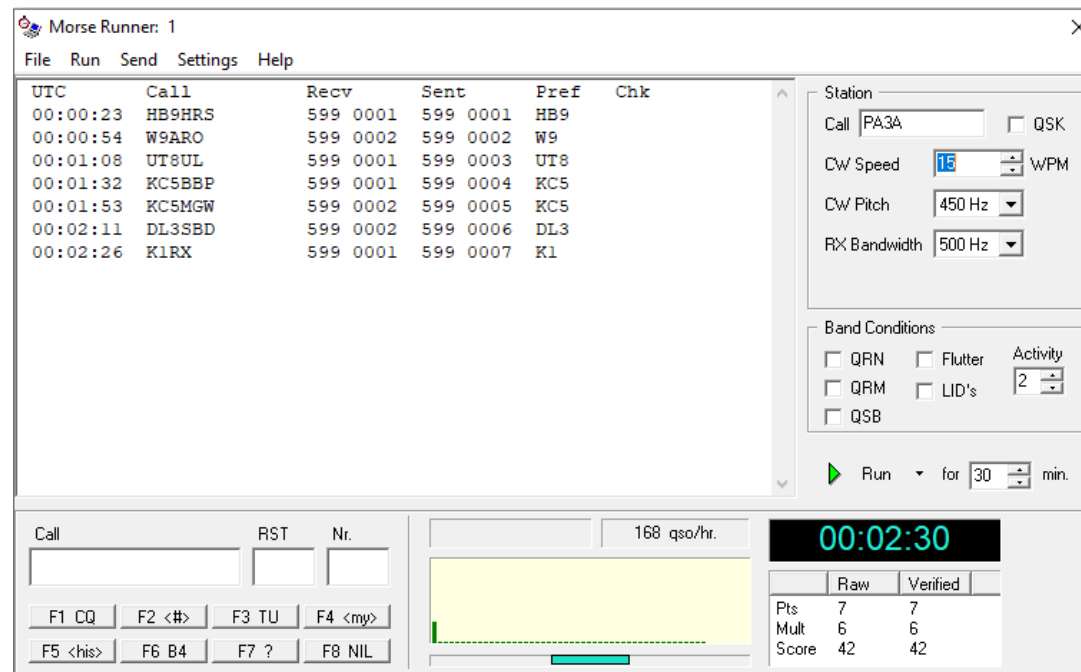 Morse Runner: 1
File Run Send Settings Help
UTC Call Recv Sent Pref Chk
00:00:23 HB9HRS 599 0001 599 0001 HB9
00:00:54 W9ARO 599 0002 599 0002 W9
00:01:08 UT8UL 599 0001 599 0003 UT8
00:01:32 KC5BBP 599 0001 599 0004 KC5
00:01:53 KC5MGW 599 0002 599 0005 KC5
00:02:11 DL3SBD 599 0002 599 0006 DL3
00:02:26 K1RX 599 0001 599 0007 K1
Station
Call PA3A QSK
CW Speed 15 WPM
CW Pitch 450 Hz
RX Bandwidth 500 Hz
Band Conditions
QRN Flutter Activity
QRM LID's 2
QSB
Run for 30 min.
Call RST Nr.
F1 CQ F2 <#> F3 TU F4 <my>
F5 <his> F6 B4 F7 ? F8 NIL
168 qso/hr.
00:02:30
Raw Verified
Pts 7 7
Mult 6 6
Score 42 42